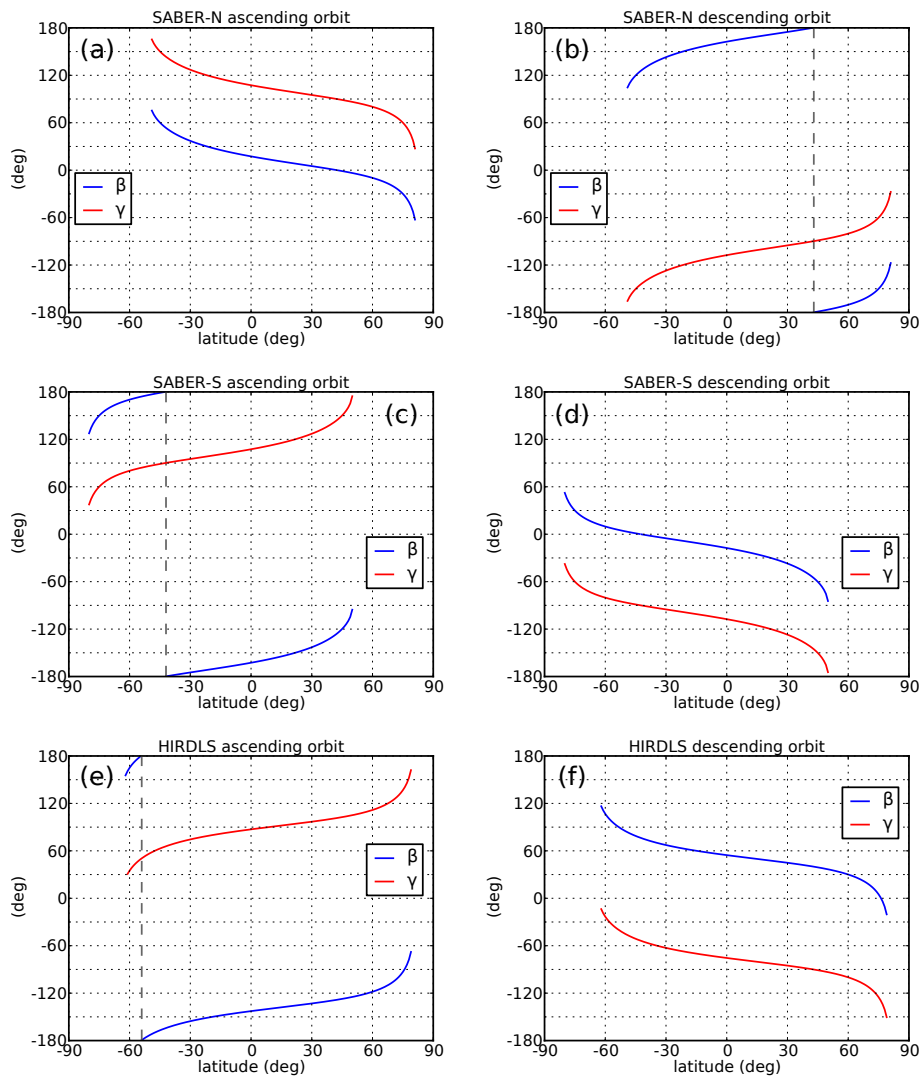 SABER-N ascending orbit
(a)
180
120
60
0
-60
-120
-180
(deg)
β
γ
-90 -60 -30 0 30 60 90
latitude (deg)
SABER-N descending orbit
(b)
180
120
60
0
-60
-120
-180
(deg)
β
γ
-90 -60 -30 0 30 60 90
latitude (deg)
SABER-S ascending orbit
(c)
180
120
60
0
-60
-120
-180
(deg)
β
γ
-90 -60 -30 0 30 60 90
latitude (deg)
SABER-S descending orbit
(d)
180
120
60
0
-60
-120
-180
(deg)
β
γ
-90 -60 -30 0 30 60 90
latitude (deg)
HIRDLS ascending orbit
(e)
180
120
60
0
-60
-120
-180
(deg)
β
γ
-90 -60 -30 0 30 60 90
latitude (deg)
HIRDLS descending orbit
(f)
180
120
60
0
-60
-120
-180
(deg)
β
γ
-90 -60 -30 0 30 60 90
latitude (deg)